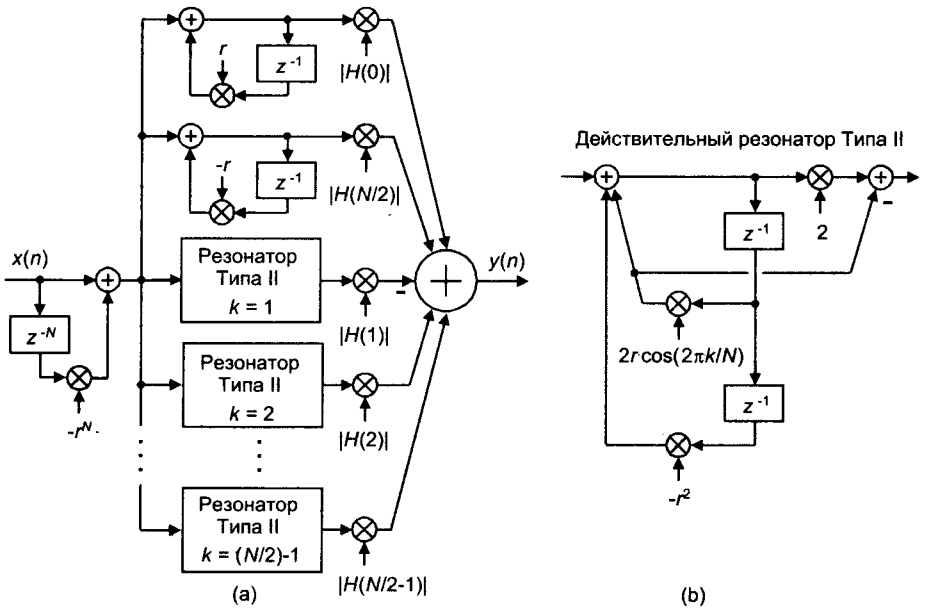 r
z⁻¹
|H(0)|
-r
z⁻¹
|H(N/2)|
x(n)
z⁻ᴺ
-rᴺ
Резонатор
Типа II
k = 1
-
|H(1)|
y(n)
Резонатор
Типа II
k = 2
|H(2)|
Резонатор
Типа II
k = (N/2)-1
|H(N/2-1)|
(a)
Действительный резонатор Типа II
2
-
z⁻¹
2r cos(2πk/N)
z⁻¹
-r²
(b)